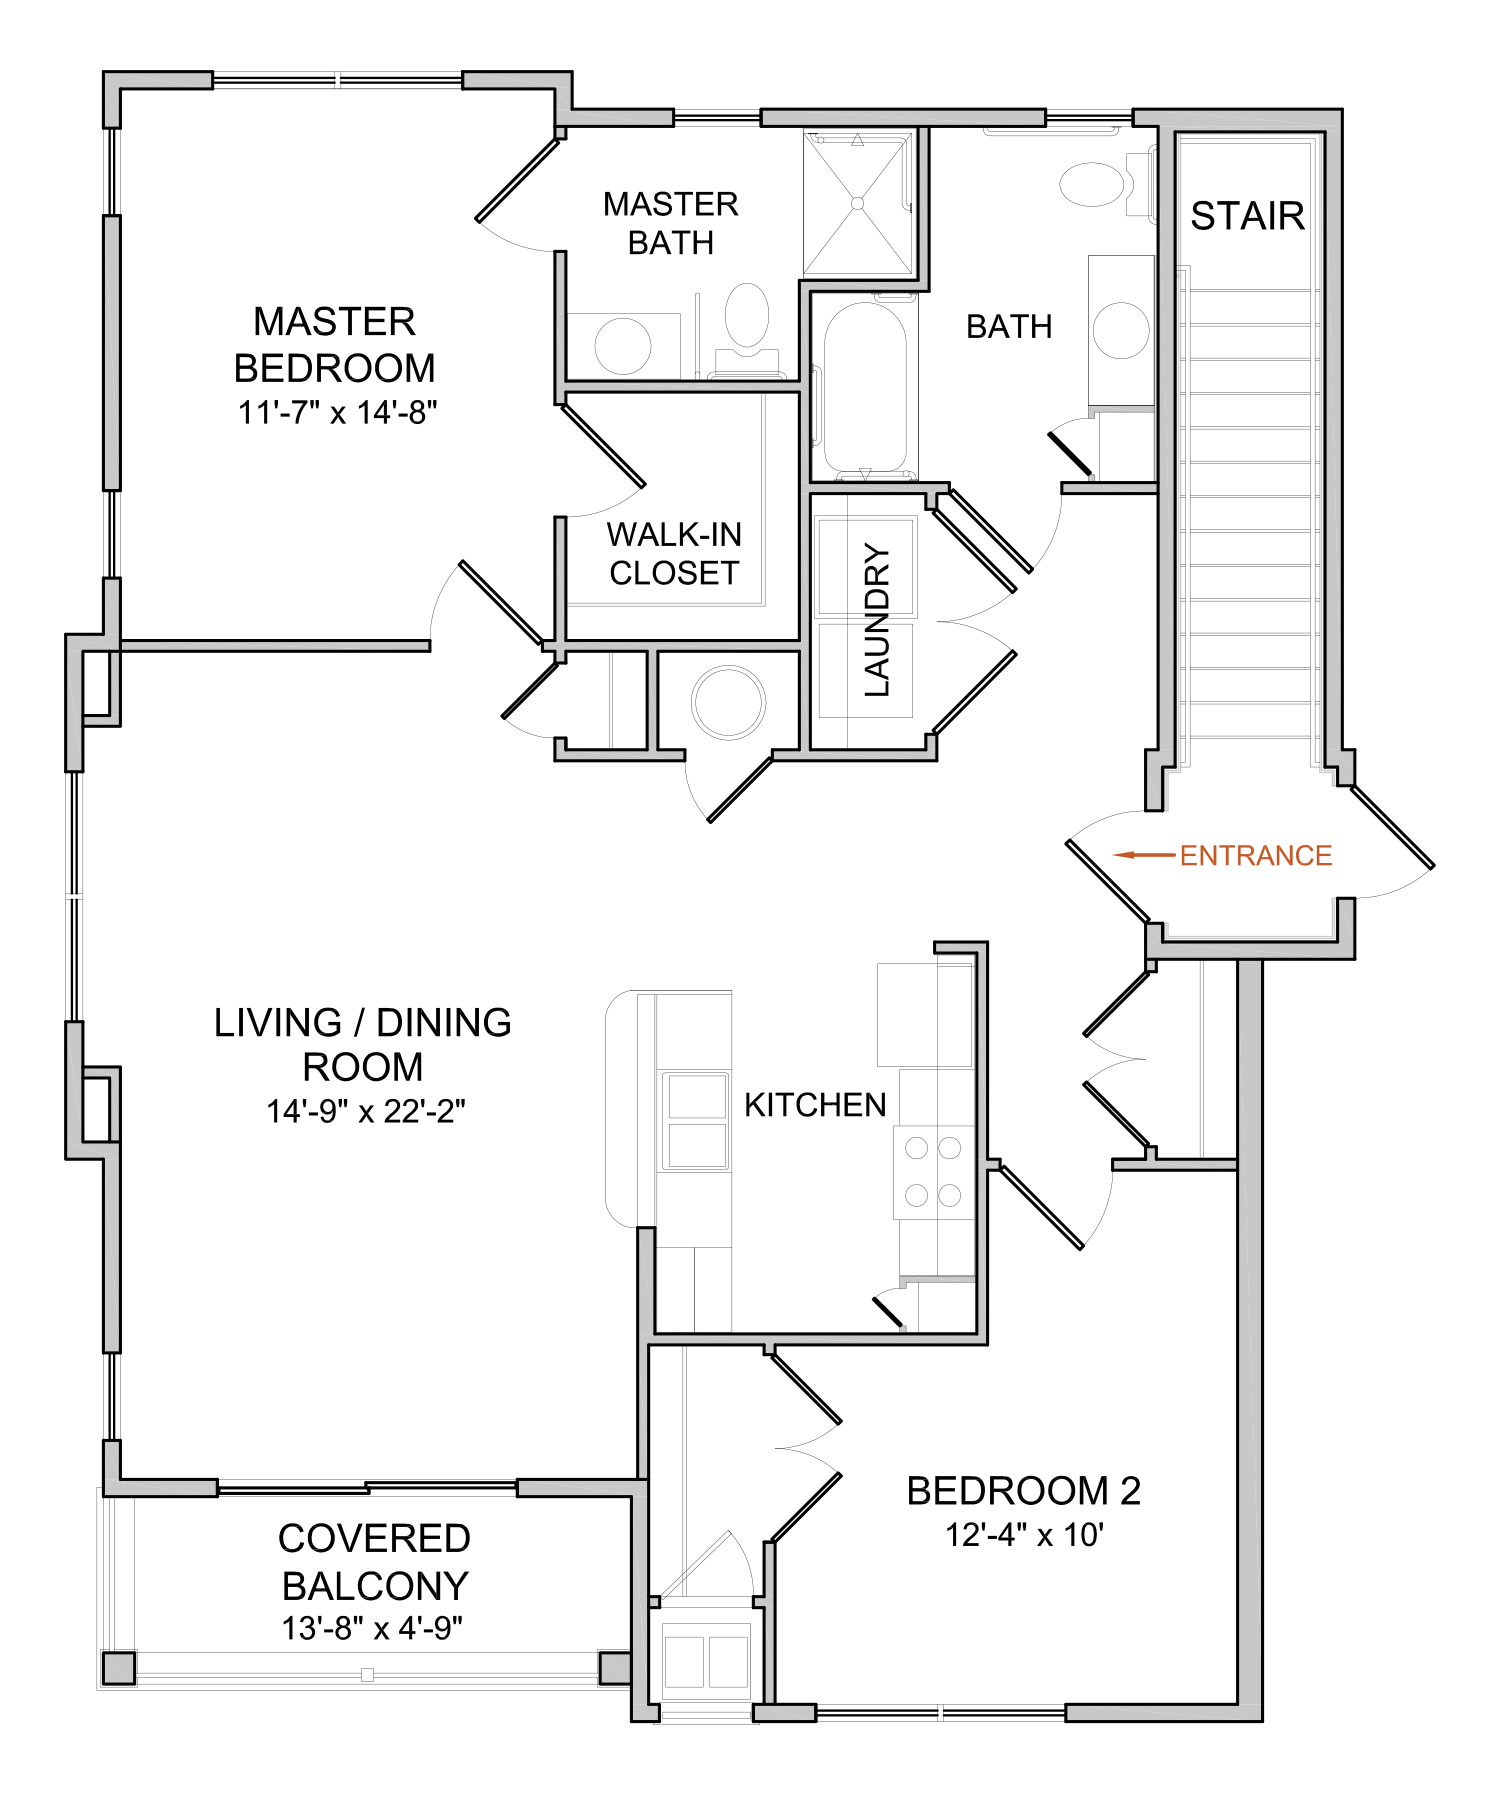 MASTER
BATH
STAIR
MASTER
BEDROOM
11'-7" x 14'-8"
BATH
WALK-IN
CLOSET
LAUNDRY
ENTRANCE
LIVING / DINING
ROOM
14'-9" x 22'-2"
KITCHEN
BEDROOM 2
12'-4" x 10'
COVERED
BALCONY
13'-8" x 4'-9"